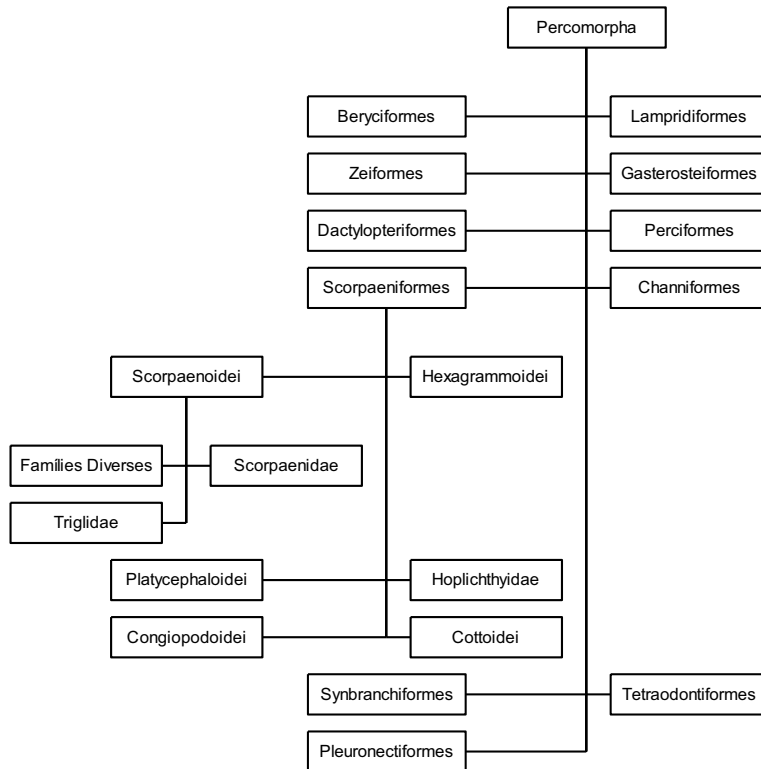 Percomorpha
Beryciformes
Lampridiformes
Zeiformes
Gasterosteiformes
Dactylopteriformes
Perciformes
Scorpaeniformes
Channiformes
Scorpaenoidei
Hexagrammoidei
Famílies Diverses
Scorpaenidae
Triglidae
Platycephaloidei
Hoplichthyidae
Congiopodoidei
Cottoidei
Synbranchiformes
Tetraodontiformes
Pleuronectiformes